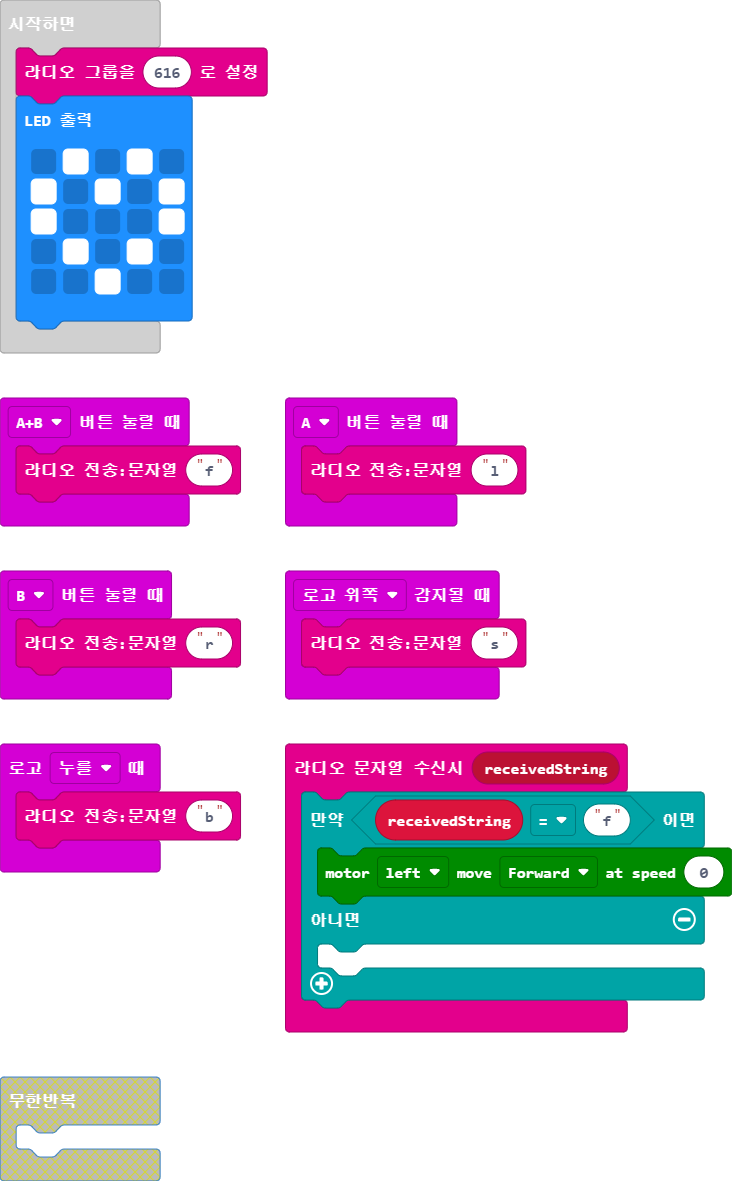 시작하면
라디오 그룹을 616 로 설정
LED 출력
A+B 버튼 눌릴 때
라디오 전송:문자열 "f"
A 버튼 눌릴 때
라디오 전송:문자열 "l"
B 버튼 눌릴 때
라디오 전송:문자열 "r"
로고 위쪽 감지될 때
라디오 전송:문자열 "s"
로고 누를 때
라디오 전송:문자열 "b"
라디오 문자열 수신시 receivedString
만약 receivedString = "f" 이면
motor left move Forward at speed 0
아니면
무한반복